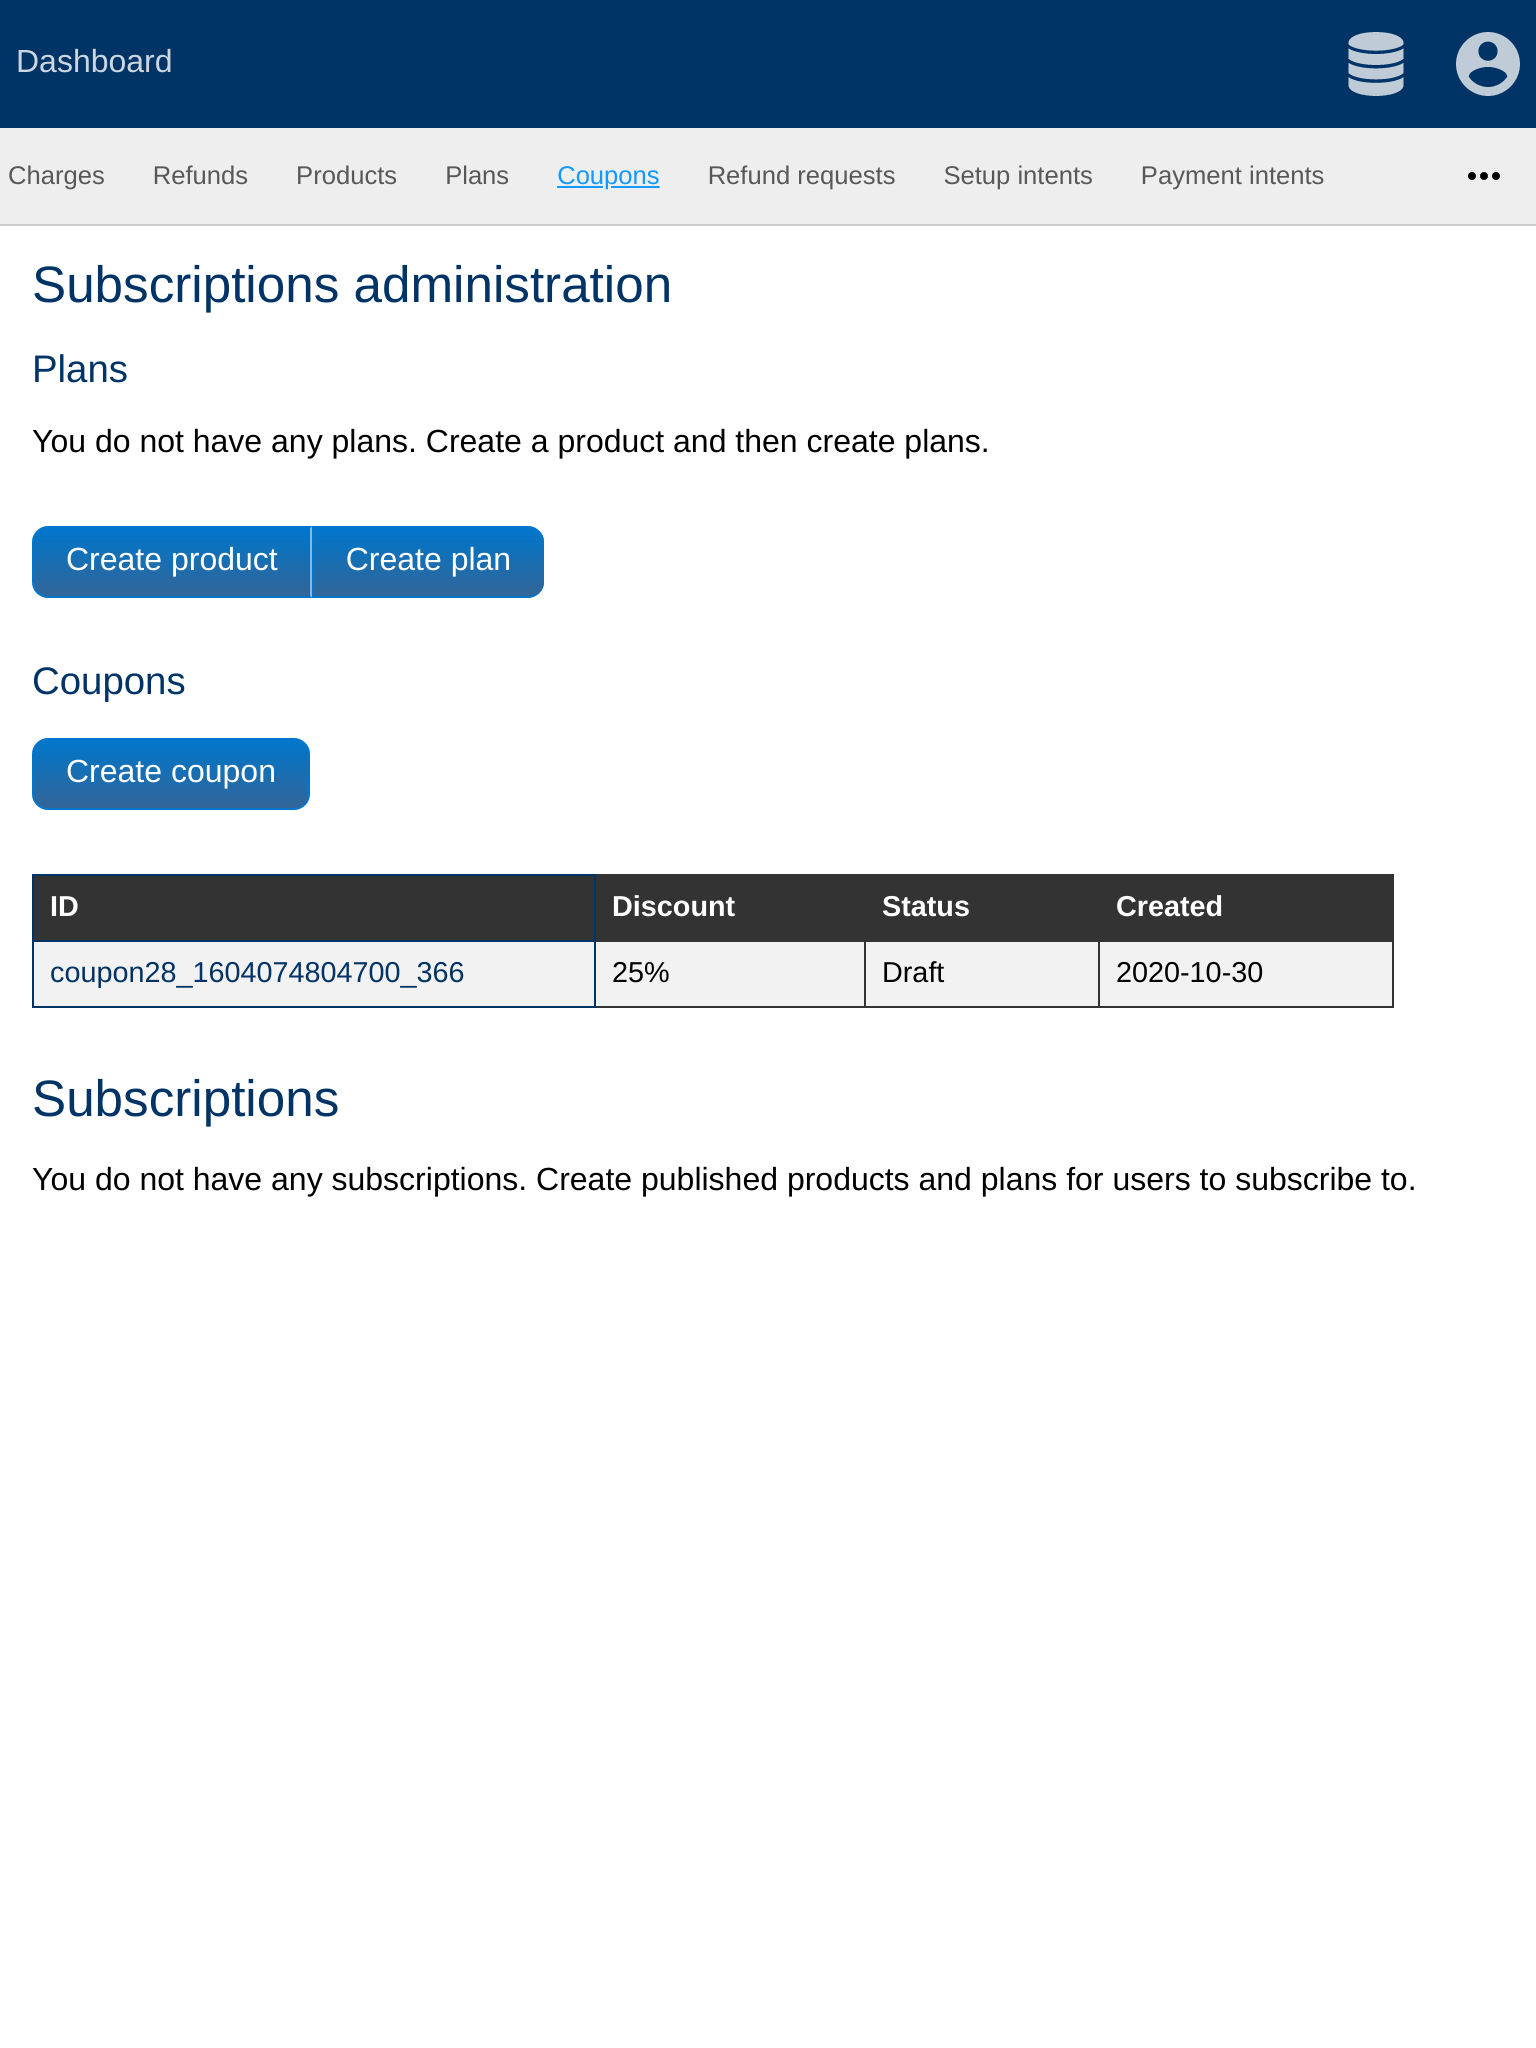 Dashboard
Charges Refunds Products Plans Coupons Refund requests Setup intents Payment intents
Subscriptions administration
Plans
You do not have any plans. Create a product and then create plans.
Create product Create plan
Coupons
Create coupon
ID Discount Status Created
coupon28_1604074804700_366 25% Draft 2020-10-30
Subscriptions
You do not have any subscriptions. Create published products and plans for users to subscribe to.